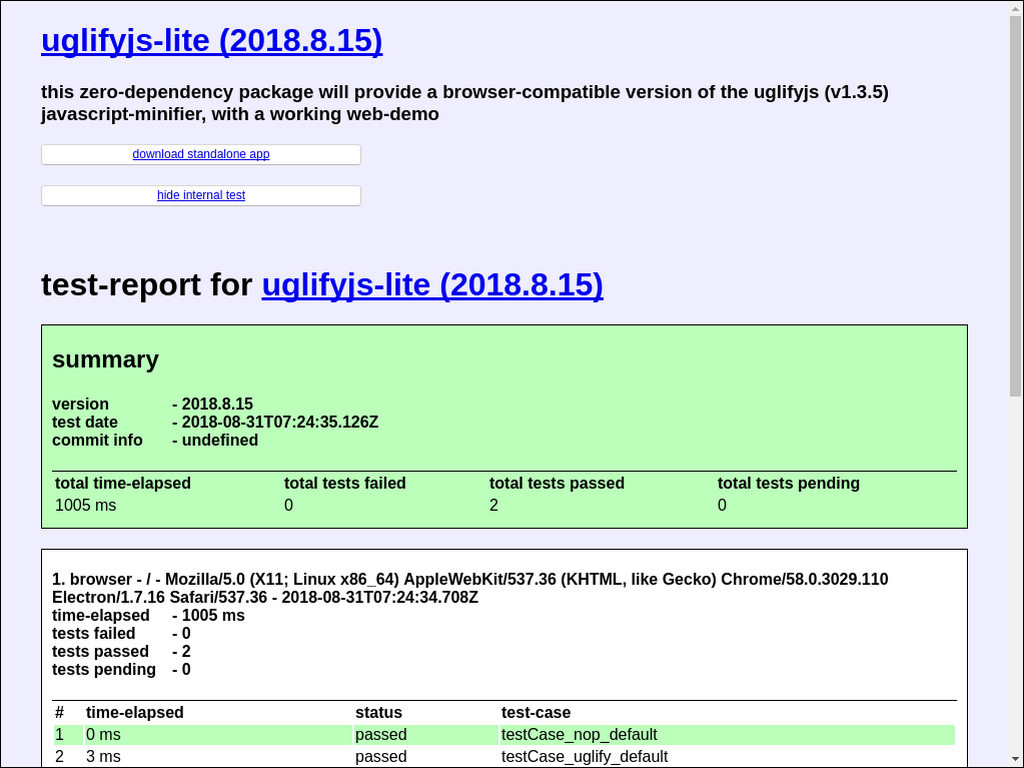 uglifyjs-lite (2018.8.15)
this zero-dependency package will provide a browser-compatible version of the uglifyjs (v1.3.5)
javascript-minifier, with a working web-demo
download standalone app
hide internal test
test-report for uglifyjs-lite (2018.8.15)
summary
version - 2018.8.15
test date - 2018-08-31T07:24:35.126Z
commit info - undefined
total time-elapsed total tests failed total tests passed total tests pending
1005 ms 0 2 0
1. browser - / - Mozilla/5.0 (X11; Linux x86_64) AppleWebKit/537.36 (KHTML, like Gecko) Chrome/58.0.3029.110
Electron/1.7.16 Safari/537.36 - 2018-08-31T07:24:34.708Z
time-elapsed - 1005 ms
tests failed - 0
tests passed - 2
tests pending - 0
# time-elapsed status test-case
1 0 ms passed testCase_nop_default
2 3 ms passed testCase_uglify_default